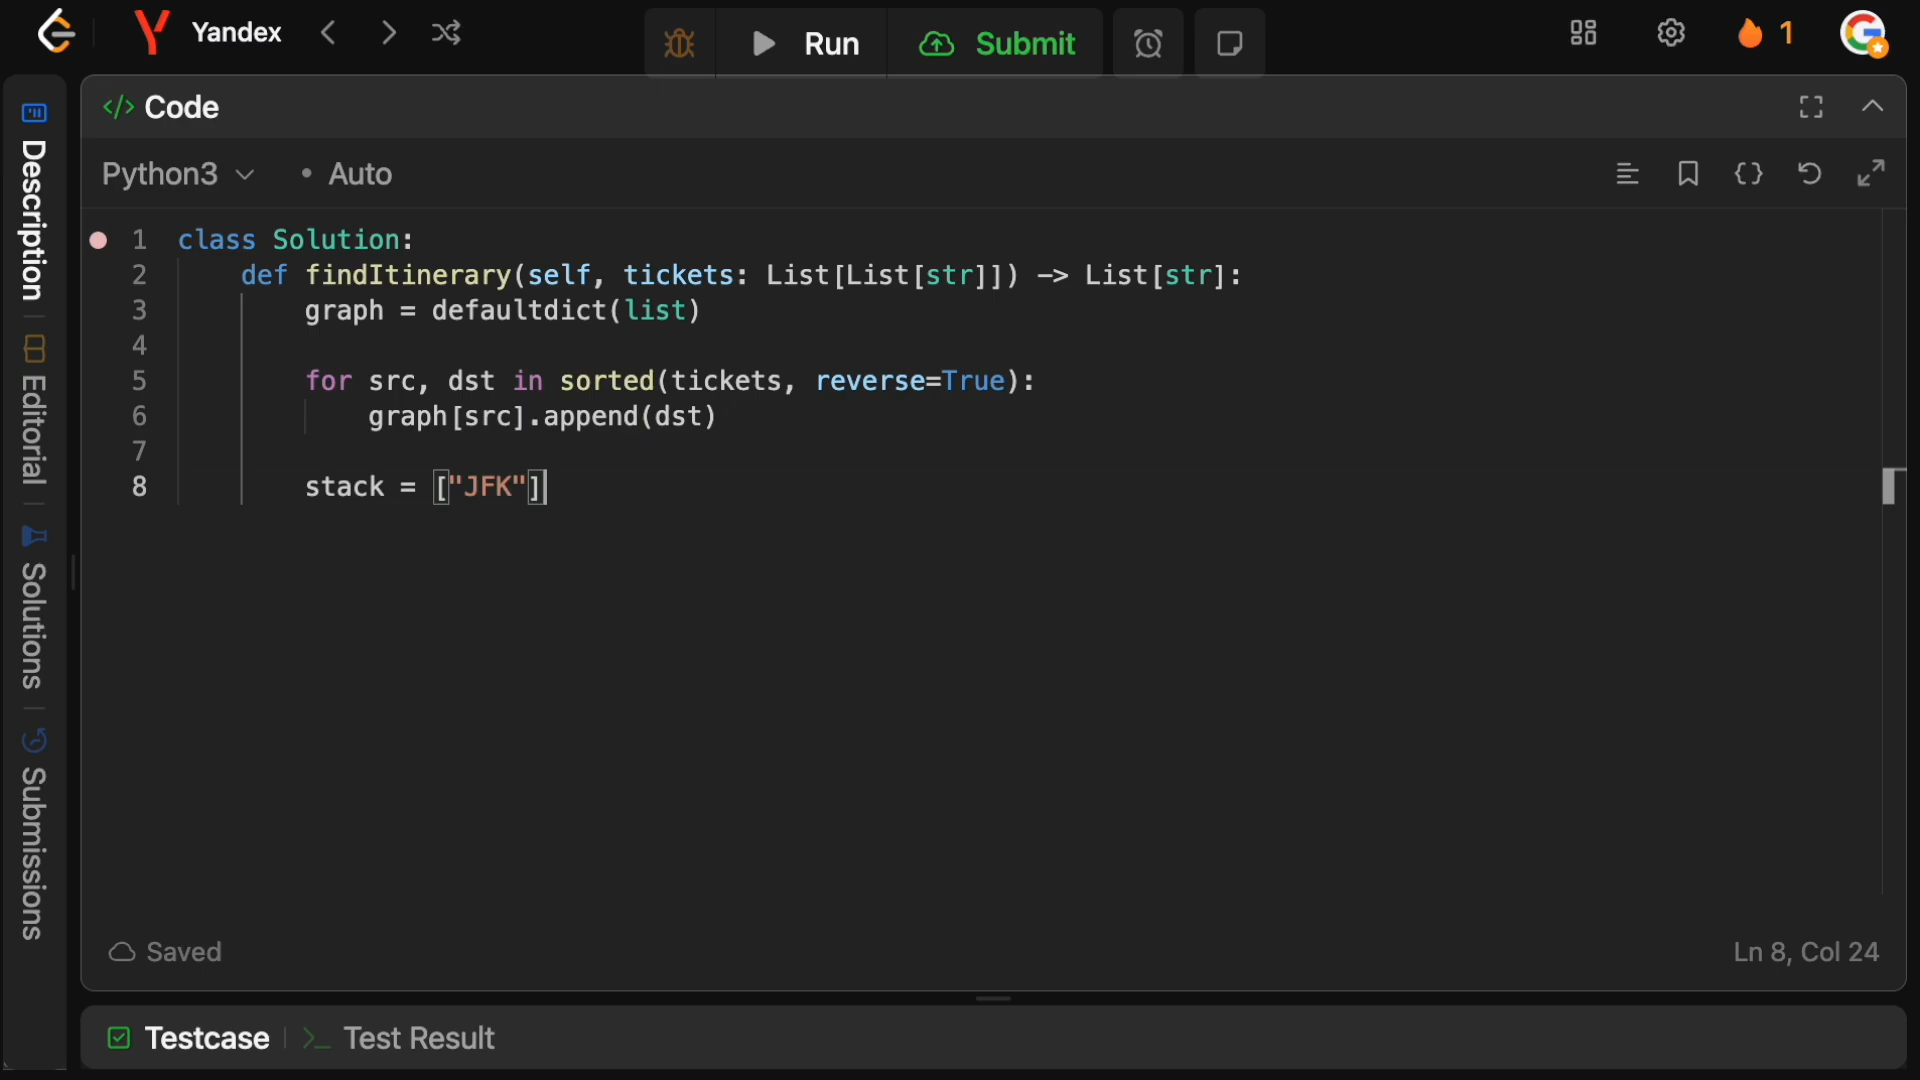 Yandex
Run
Submit
1
Description
Editorial
Solutions
Submissions
</> Code
Python3 • Auto
1 class Solution:
2     def findItinerary(self, tickets: List[List[str]]) -> List[str]:
3         graph = defaultdict(list)
4
5         for src, dst in sorted(tickets, reverse=True):
6             graph[src].append(dst)
7
8         stack = ["JFK"]
Saved
Ln 8, Col 24
Testcase
Test Result